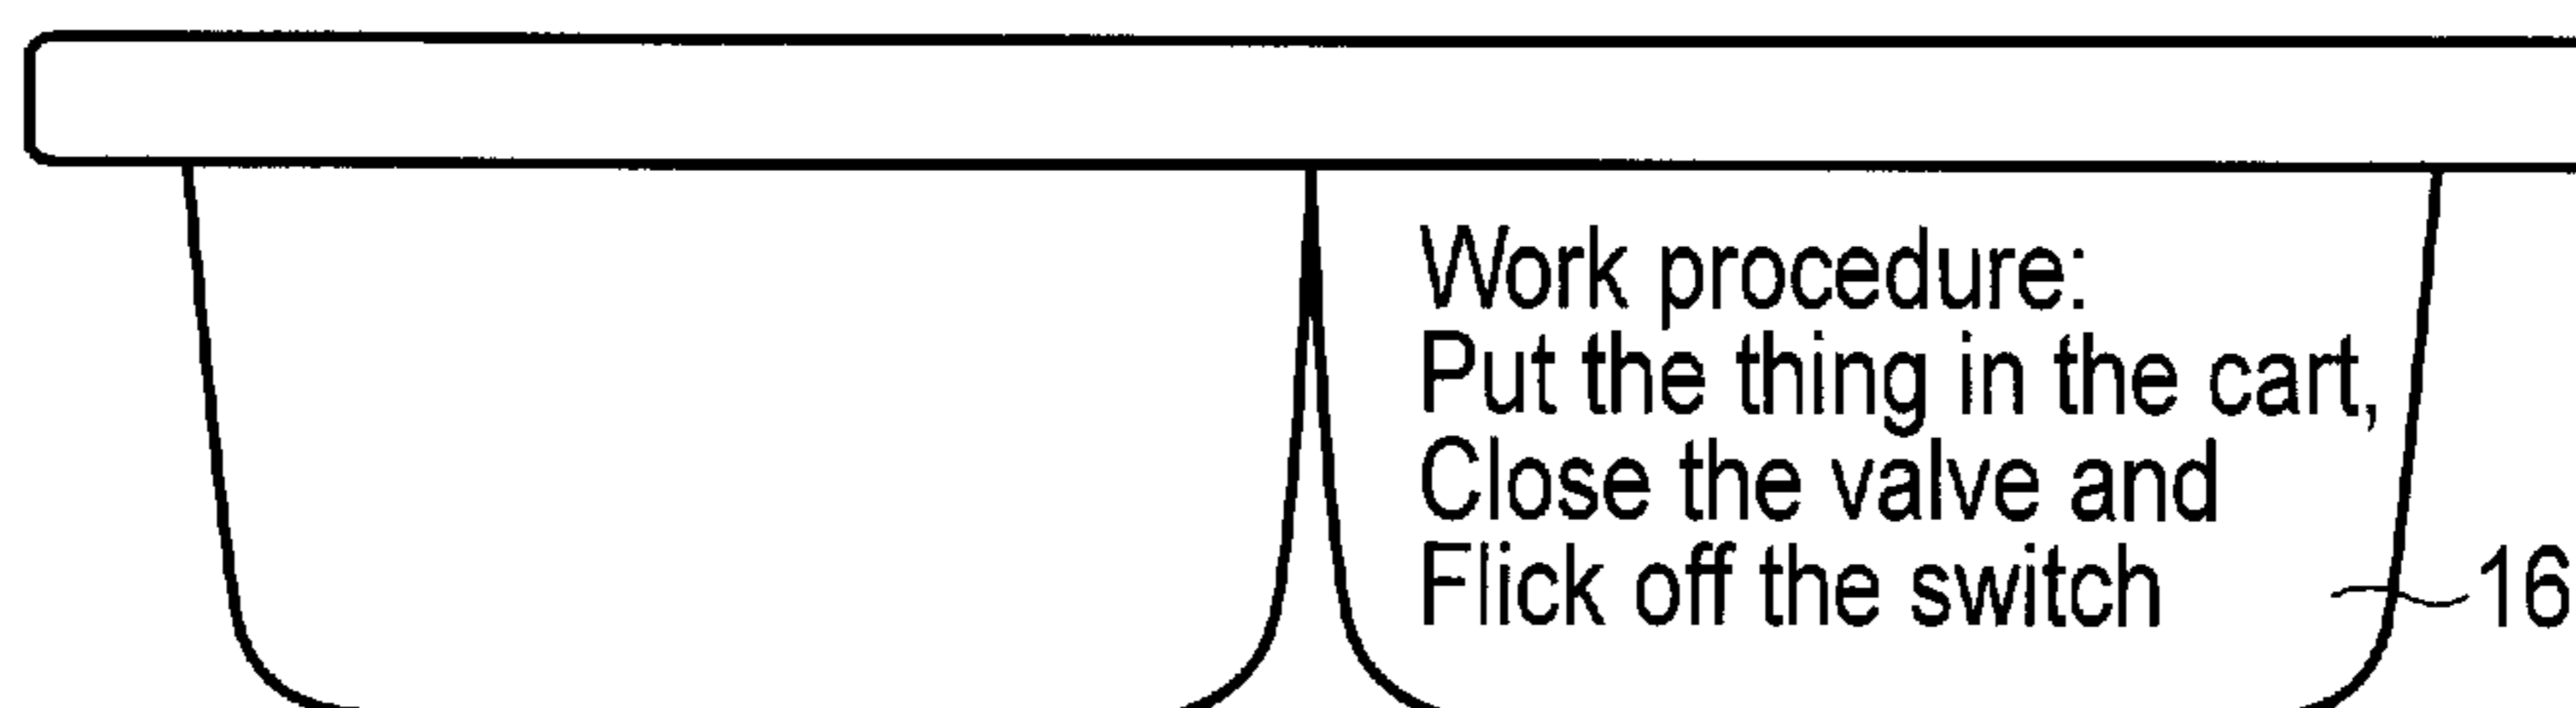 Work procedure:
Put the thing in the cart,
Close the valve and
Flick off the switch
16